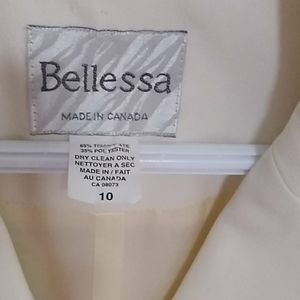 Bellessa
MADE IN CANADA
65%
35% POLYESTER
DRY CLEAN ONLY
NETTOYER A SEC
MADE IN / FAIT
AU CANADA
CA 08073
10